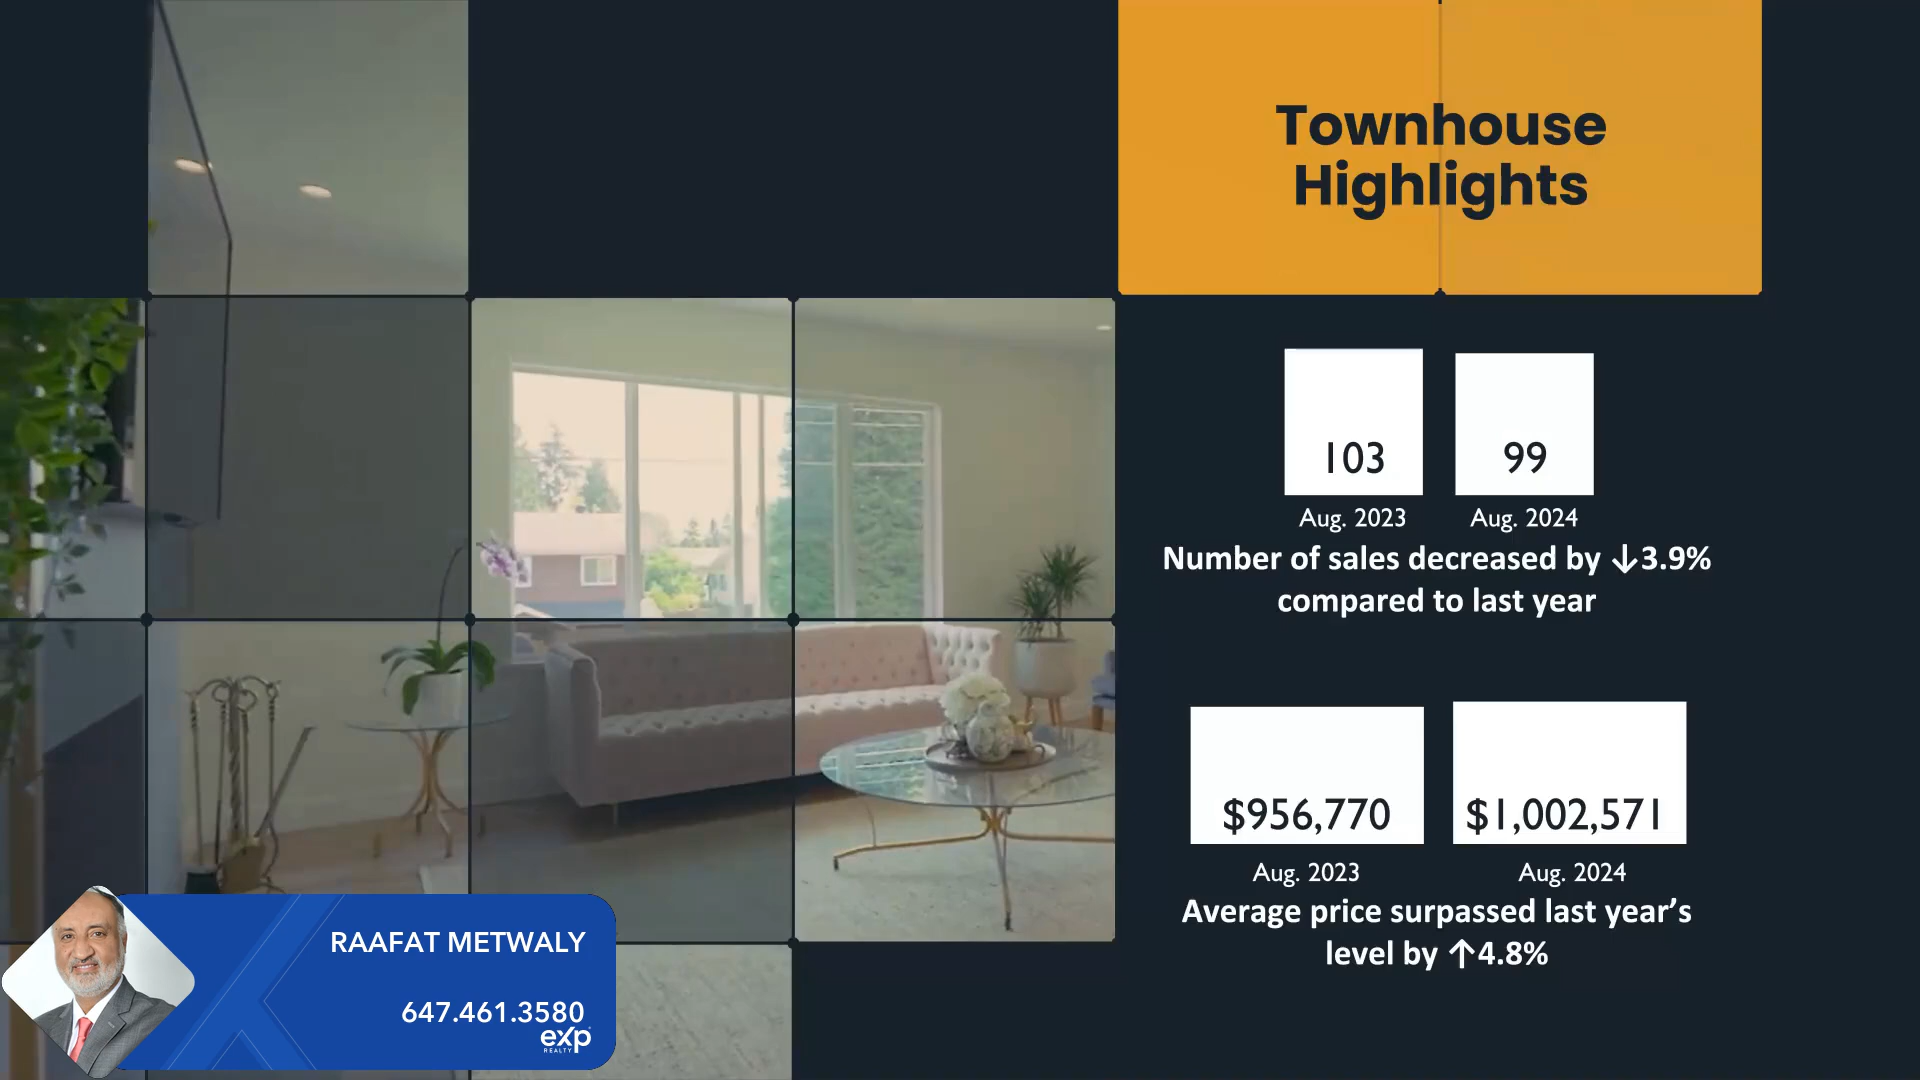 Townhouse
Highlights
103
99
Aug. 2023
Aug. 2024
Number of sales decreased by ↓3.9%
compared to last year
$956,770
$1,002,571
Aug. 2023
Aug. 2024
Average price surpassed last year’s
level by ↑4.8%
RAAFAT METWALY
647.461.3580
exp
REALTY